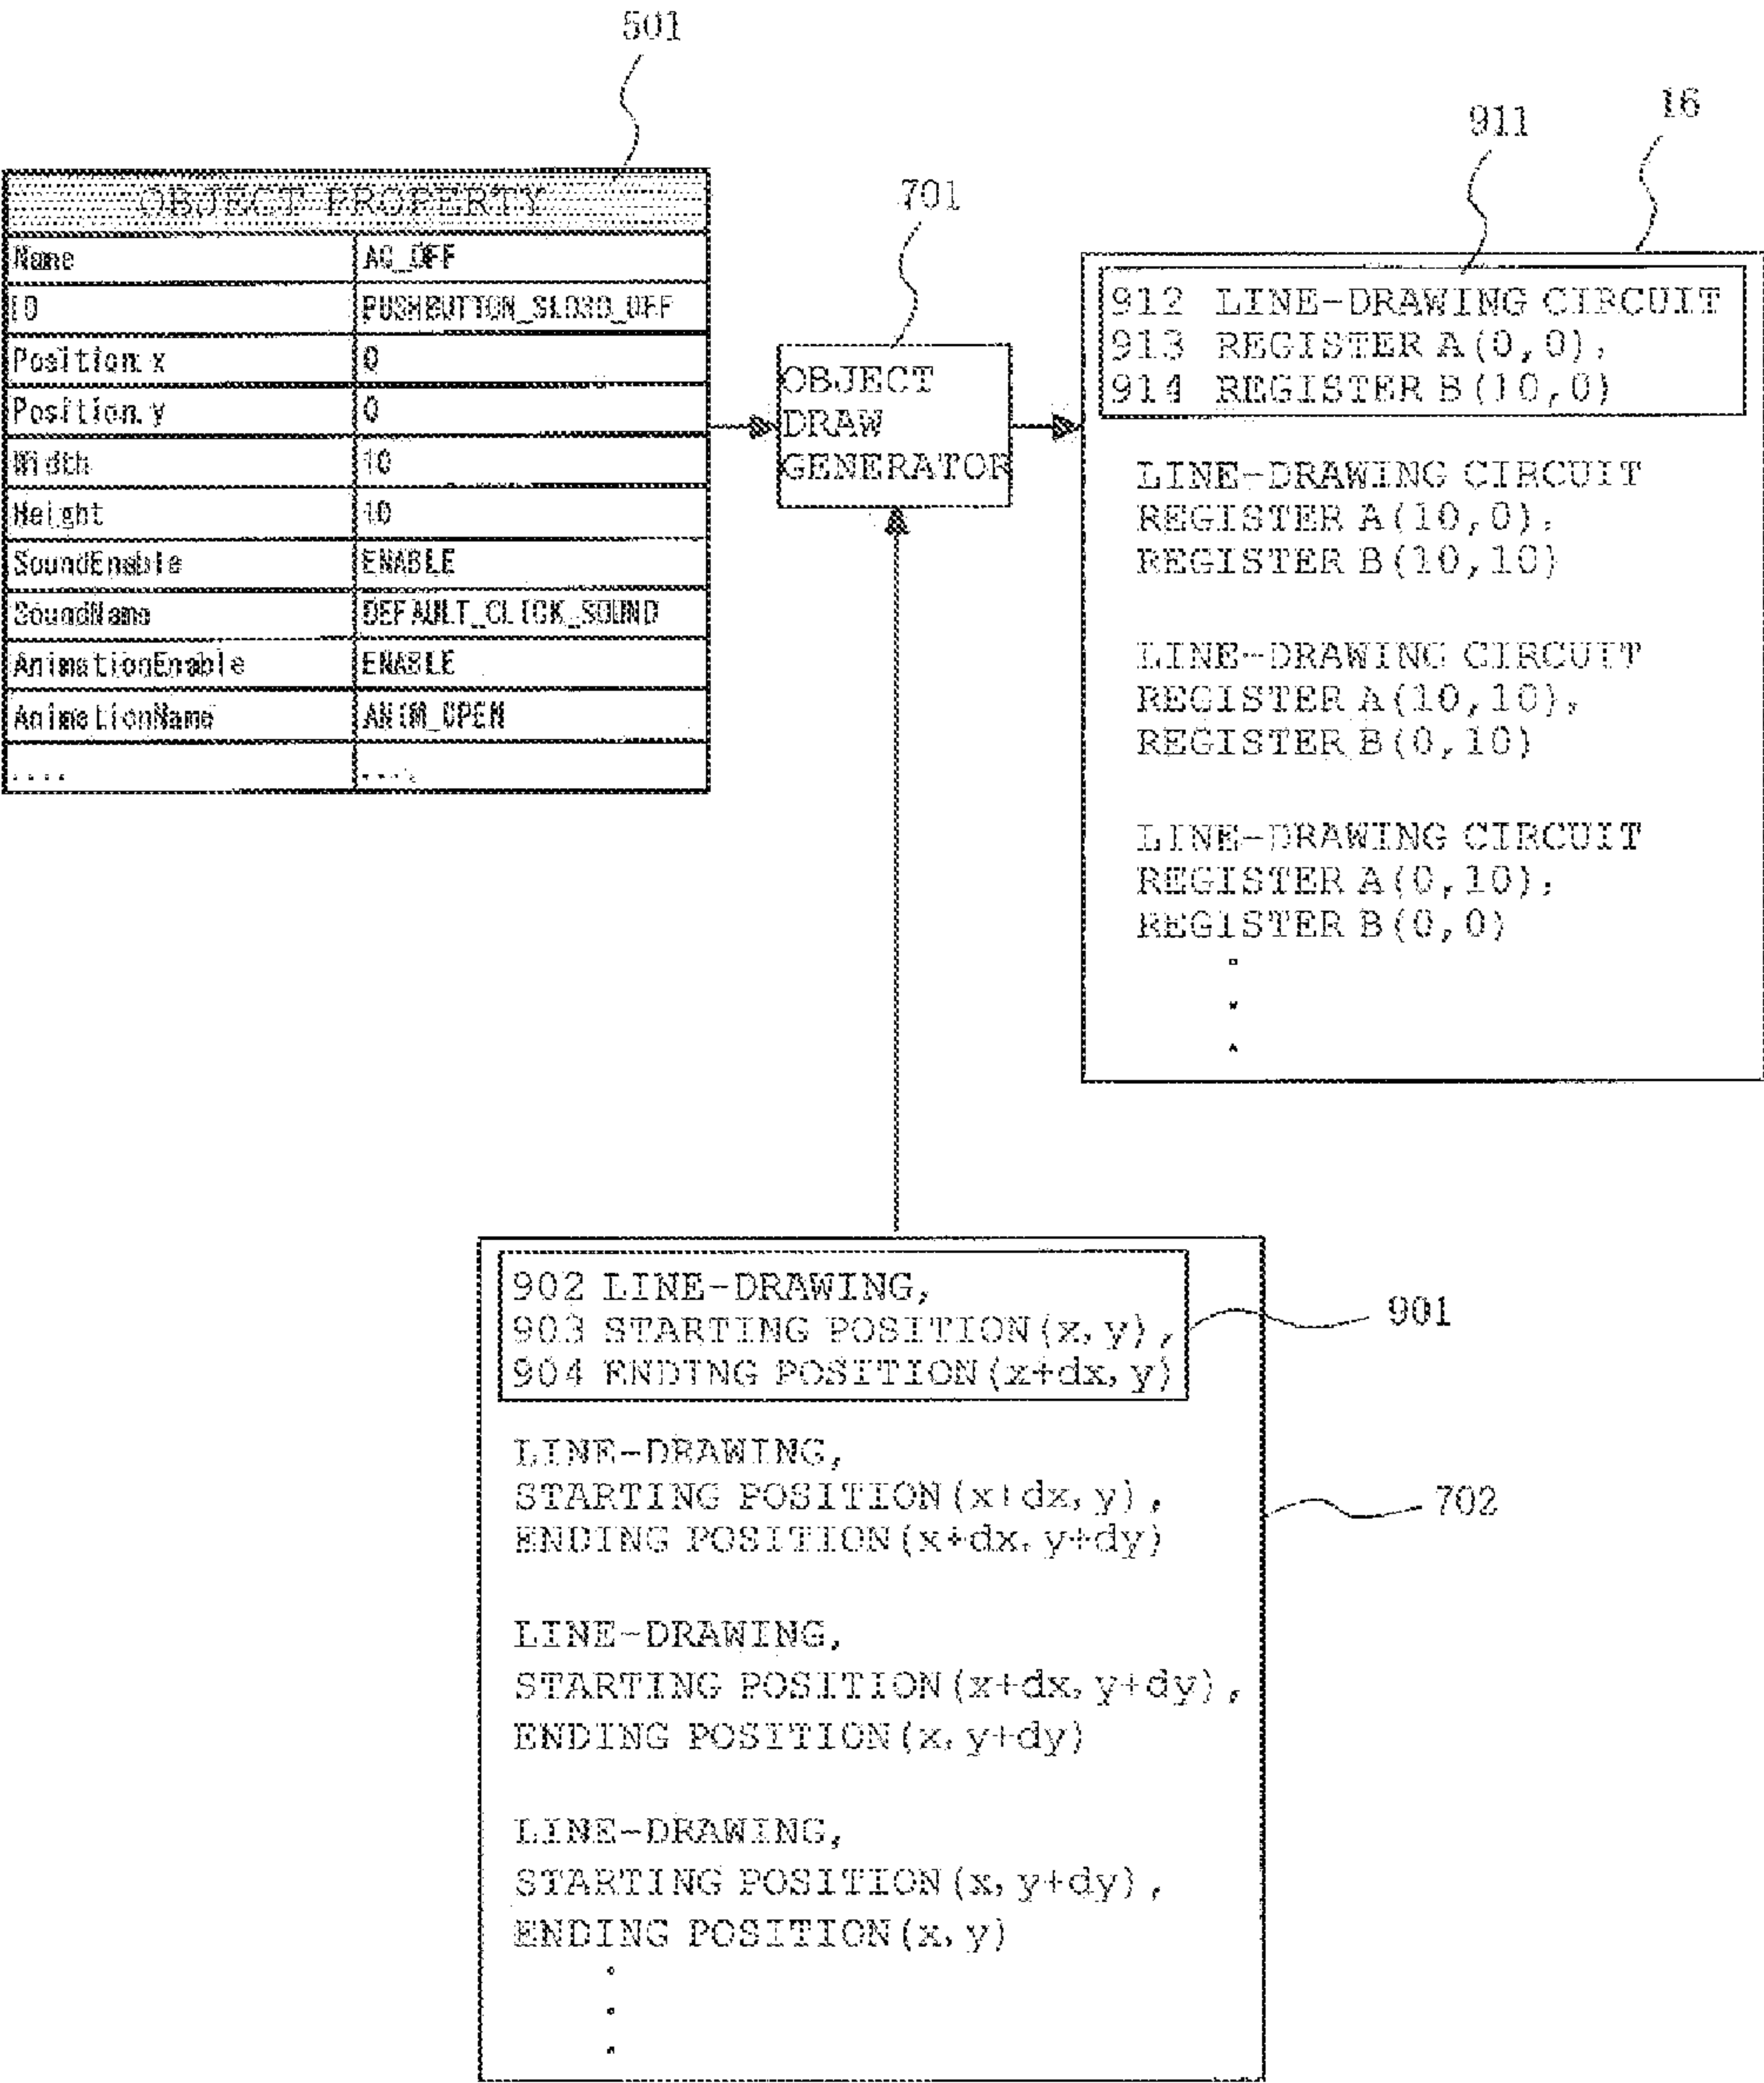 501
OBJECT PROPERTY
Name AC_OFF
ID
Position.x 0
Position.y 0
Width 10
Height 10
SoundEnable ENABLE
SoundName DEFAULT_CLICK_SOUND
AnimationEnable ENABLE
AnimationName ANIM_OPEN
.... ....
701
OBJECT
DRAW
GENERATOR
911
16
912 LINE-DRAWING CIRCUIT
913 REGISTER A(0,0),
914 REGISTER B(10,0)
LINE-DRAWING CIRCUIT
REGISTER A(10,0),
REGISTER B(10,10)
LINE-DRAWING CIRCUIT
REGISTER A(10,10),
REGISTER B(0,10)
LINE-DRAWING CIRCUIT
REGISTER A(0,10),
REGISTER B(0,0)
902 LINE-DRAWING,
903 STARTING POSITION(x,y),
904 ENDING POSITION(x+dx,y)
901
LINE-DRAWING,
STARTING POSITION(x+dx,y),
ENDING POSITION(x+dx,y+dy)
702
LINE-DRAWING,
STARTING POSITION(x+dx,y+dy),
ENDING POSITION(x,y+dy)
LINE-DRAWING,
STARTING POSITION(x,y+dy),
ENDING POSITION(x,y)